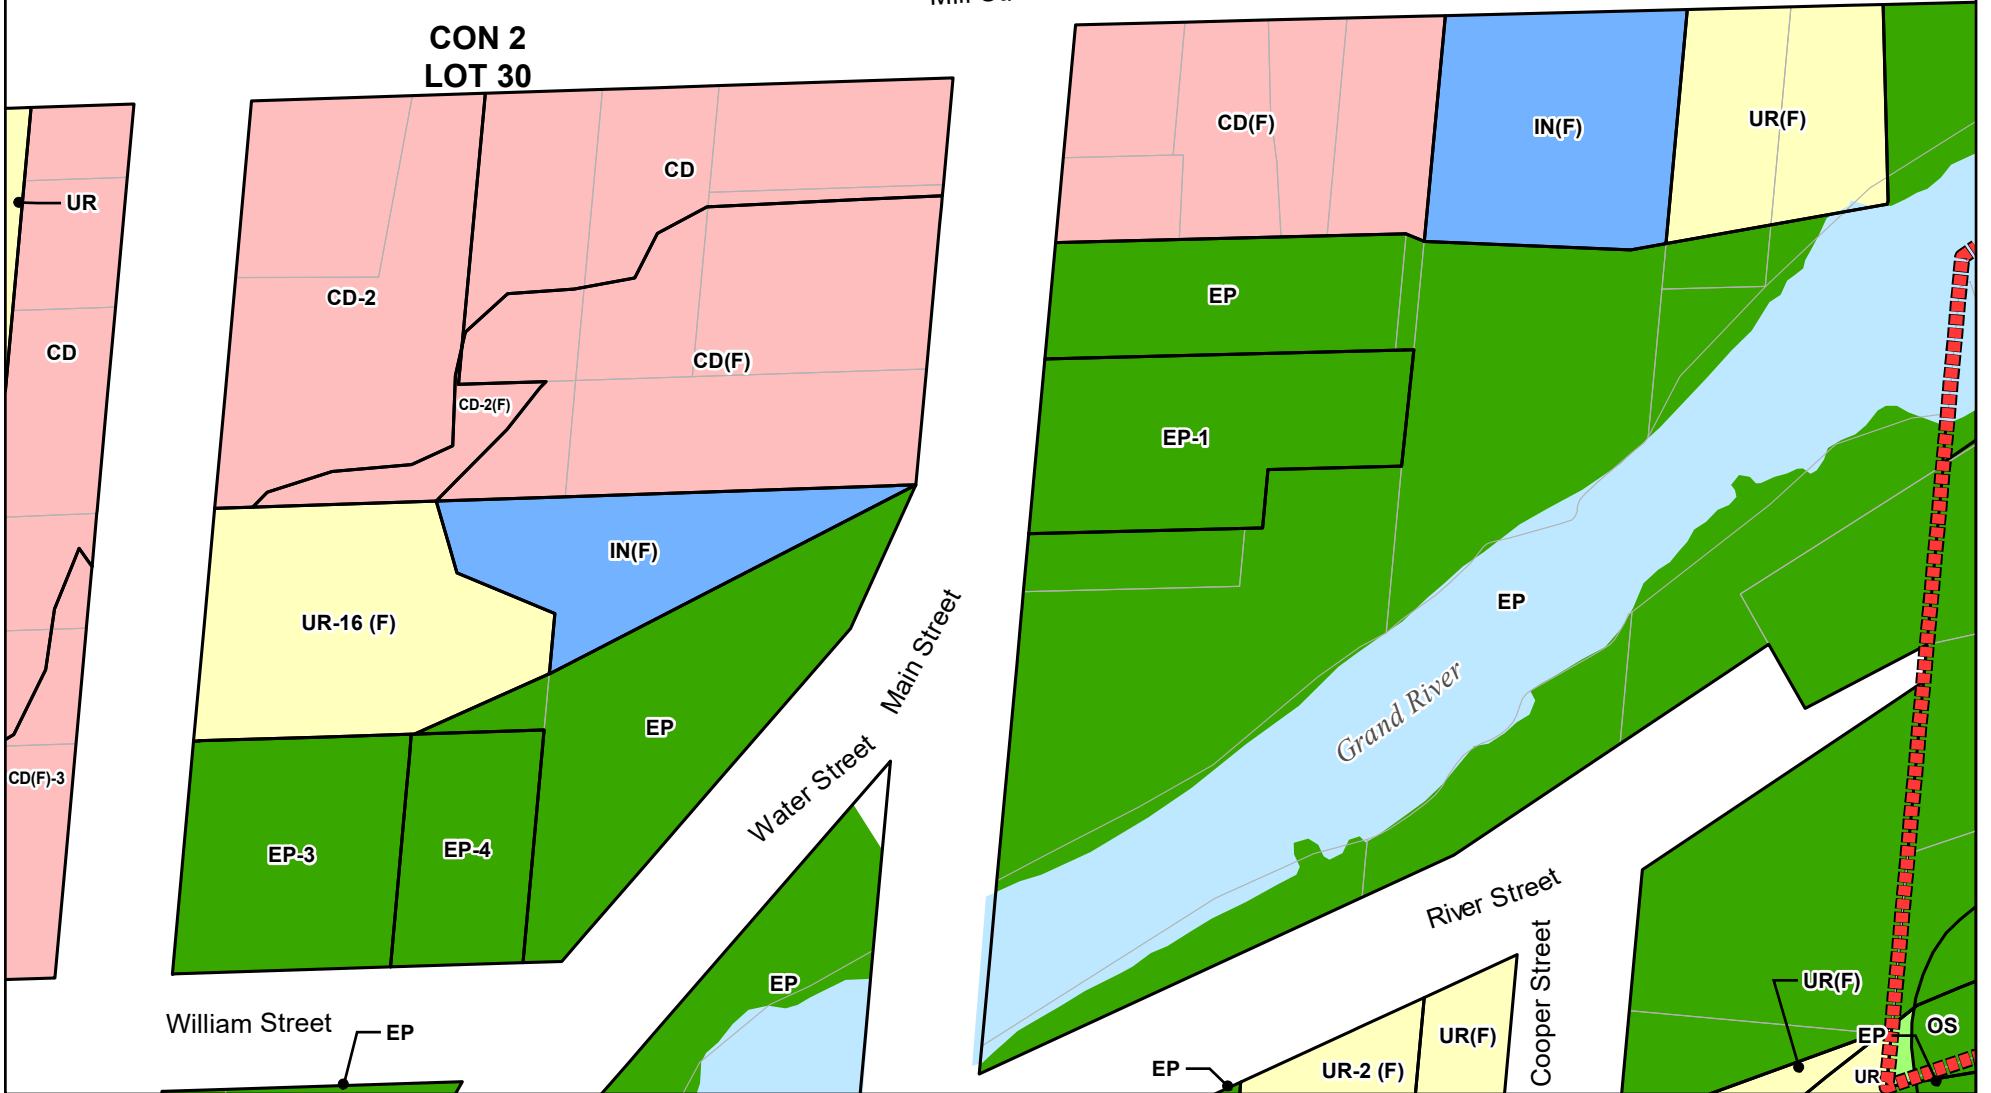 CON 2
LOT 30
CD(F)
IN(F)
UR(F)
CD
UR
CD-2
EP
CD
CD(F)
CD-2(F)
EP-1
IN(F)
EP
UR-16 (F)
Main Street
Grand River
EP
Water Street
CD(F)-3
EP-3
EP-4
River Street
EP
UR(F)
Cooper Street
William Street
EP
OS
EP
UR(F)
EP
UR-2 (F)
UR